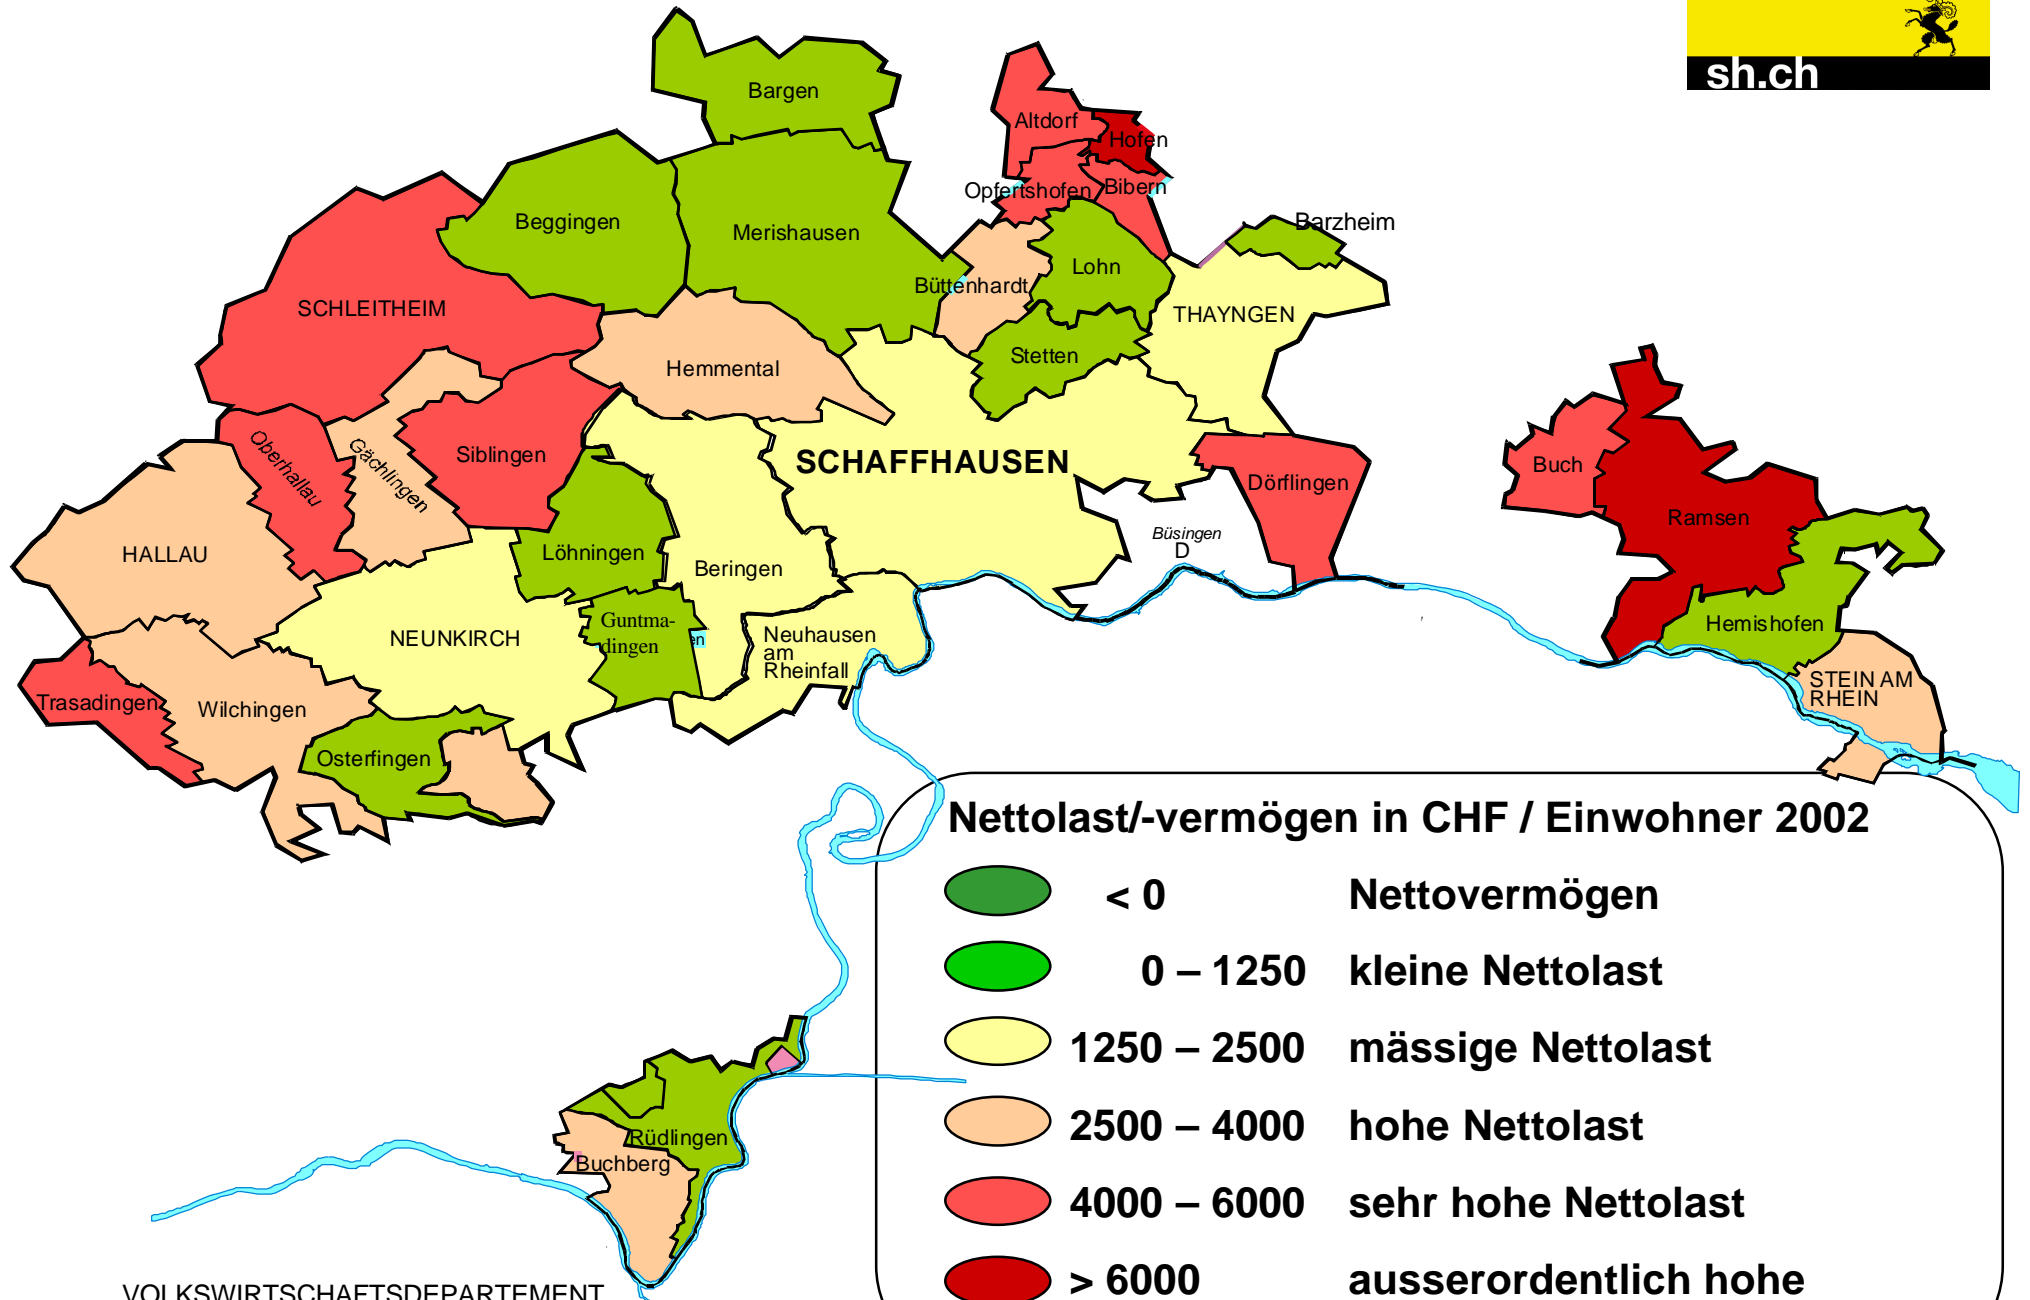 sh.ch
Bargen
Altdorf
Hofen
Opfertshofen
Bibern
Beggingen
Merishausen
Barzheim
Lohn
Büttenhardt
SCHLEITHEIM
THAYNGEN
Stetten
Hemmental
Oberhallau
Gächlingen
Siblingen
SCHAFFHAUSEN
Dörflingen
Buch
Ramsen
HALLAU
Löhningen
Beringen
Büsingen
D
NEUNKIRCH
Guntma-
dingen
en
Neuhausen
am
Rheinfall
Hemishofen
Trasadingen
Wilchingen
STEIN AM
RHEIN
Osterfingen
Nettolast/-vermögen in CHF / Einwohner 2002
< 0 Nettovermögen
0 – 1250 kleine Nettolast
1250 – 2500 mässige Nettolast
2500 – 4000 hohe Nettolast
4000 – 6000 sehr hohe Nettolast
> 6000 ausserordentlich hohe
Rüdlingen
Buchberg
VOLKSWIRTSCHAFTSDEPARTEMENT